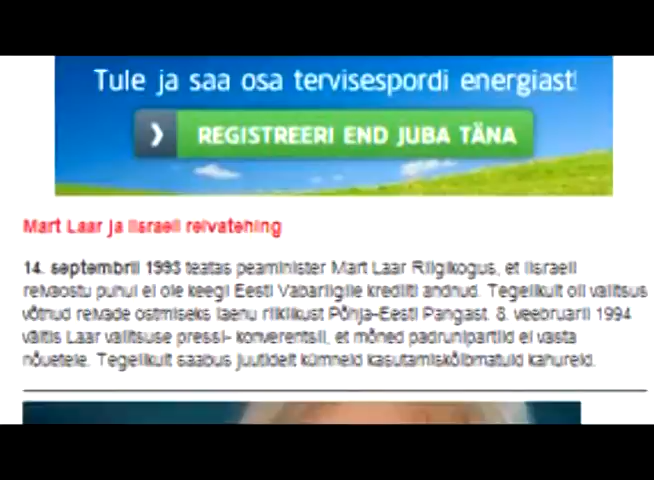 Tule ja saa osa tervisespordi energiast!
REGISTREERI END JUBA TÄNA
Mart Laar ja Iisraeli relvatehing
14. septembril 1993 teatas peaminister Mart Laar Riigikogus, et Iisraeli
relvaostu puhul ei ole keegi Eesti Vabariigile krediiti andnud. Tegelikult oli valitsus
võtnud relvade ostmiseks laenu riiklikust Põhja-Eesti Pangast. 8. veebruaril 1994
väitis Laar valitsuse pressi- konverentsil, et mõned padrunipartiid ei vasta
nõuetele. Tegelikult saabus juutidelt kümneid kasutamiskõlbmatuid kahureid.